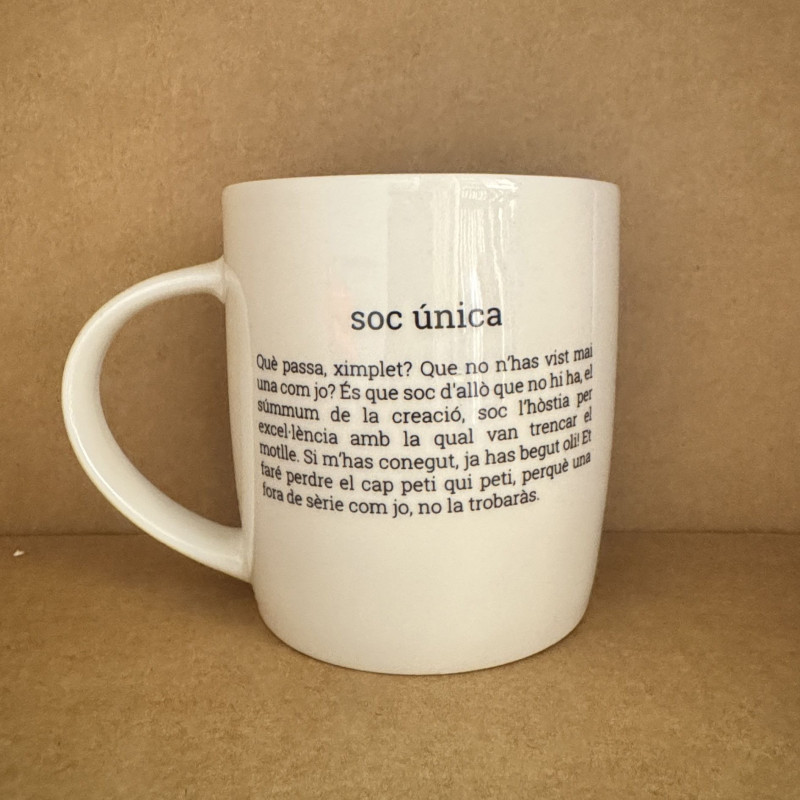 soc única
Què passa, ximplet? Que no n'has vist mai
una com jo? És que soc d'allò que no hi ha, el
súmmum de la creació, soc l'hòstia per
excel·lència amb la qual van trencar el
motlle. Si m'has conegut, ja has begut oli! Et
faré perdre el cap peti qui peti, perquè una
fora de sèrie com jo, no la trobaràs.